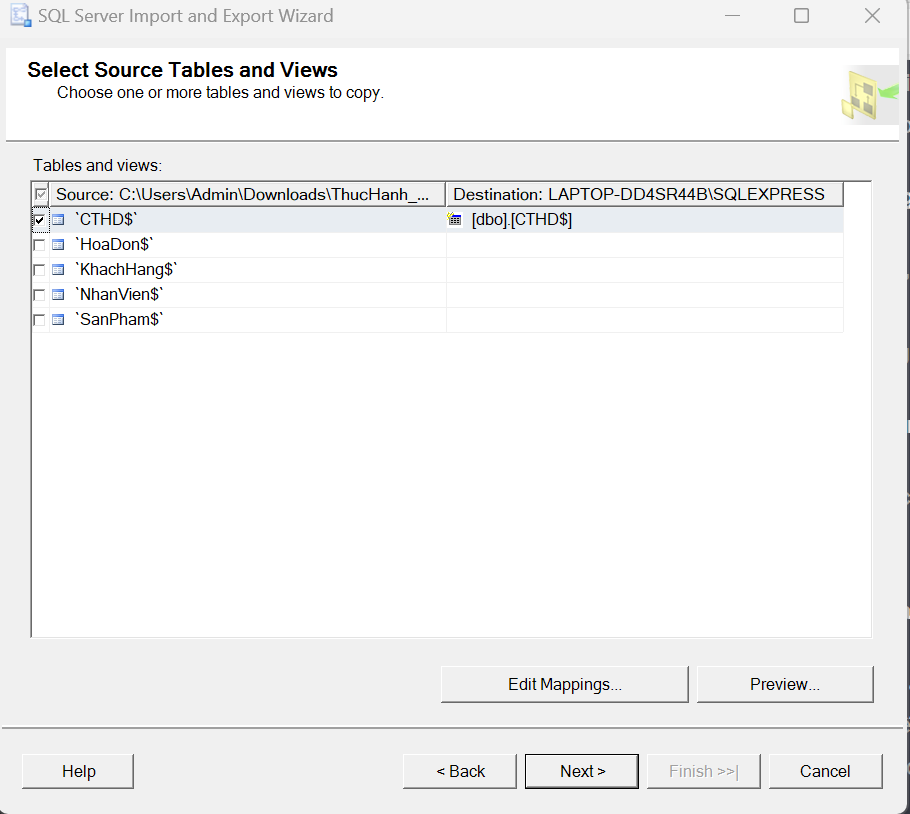 SQL Server Import and Export Wizard
Select Source Tables and Views
Choose one or more tables and views to copy.
Tables and views:
Source: C:\Users\Admin\Downloads\ThucHanh_... Destination: LAPTOP-DD4SR44B\SQLEXPRESS
`CTHD$` [dbo].[CTHD$]
`HoaDon$`
`KhachHang$`
`NhanVien$`
`SanPham$`
Edit Mappings... Preview...
Help < Back Next > Finish >>| Cancel